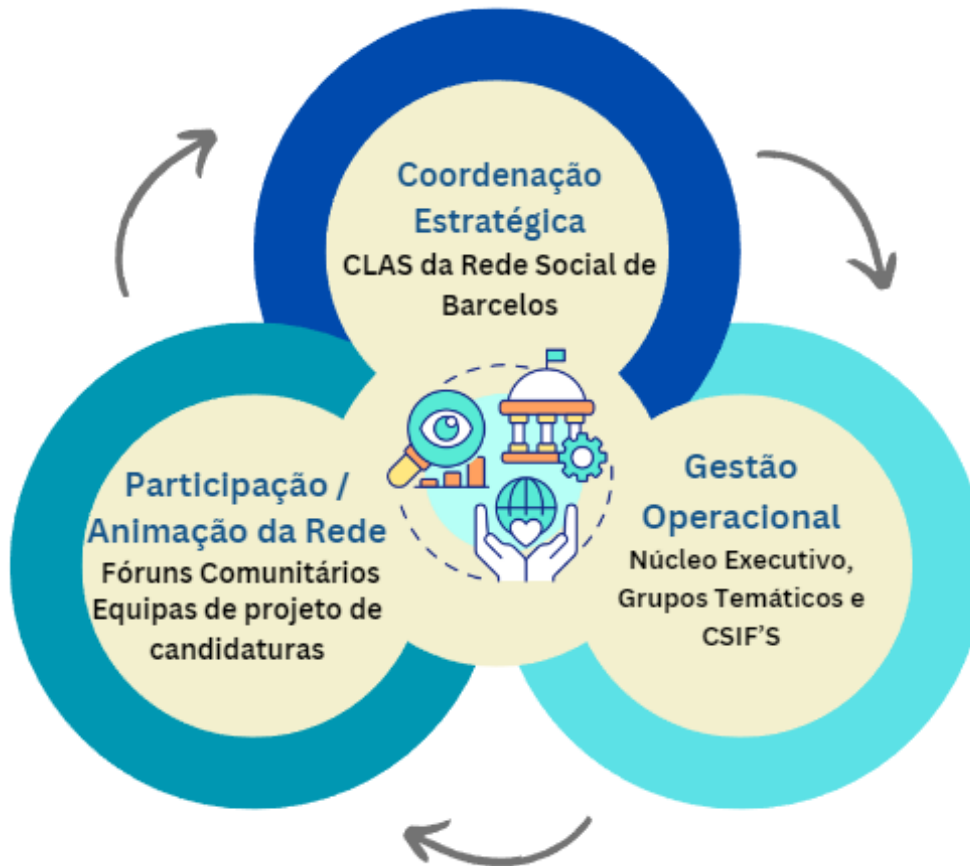 Coordenação
Estratégica
CLAS da Rede Social de
Barcelos
Participação /
Animação da Rede
Fóruns Comunitários
Equipas de projeto de
candidaturas
Gestão
Operacional
Núcleo Executivo,
Grupos Temáticos e
CSIF’S